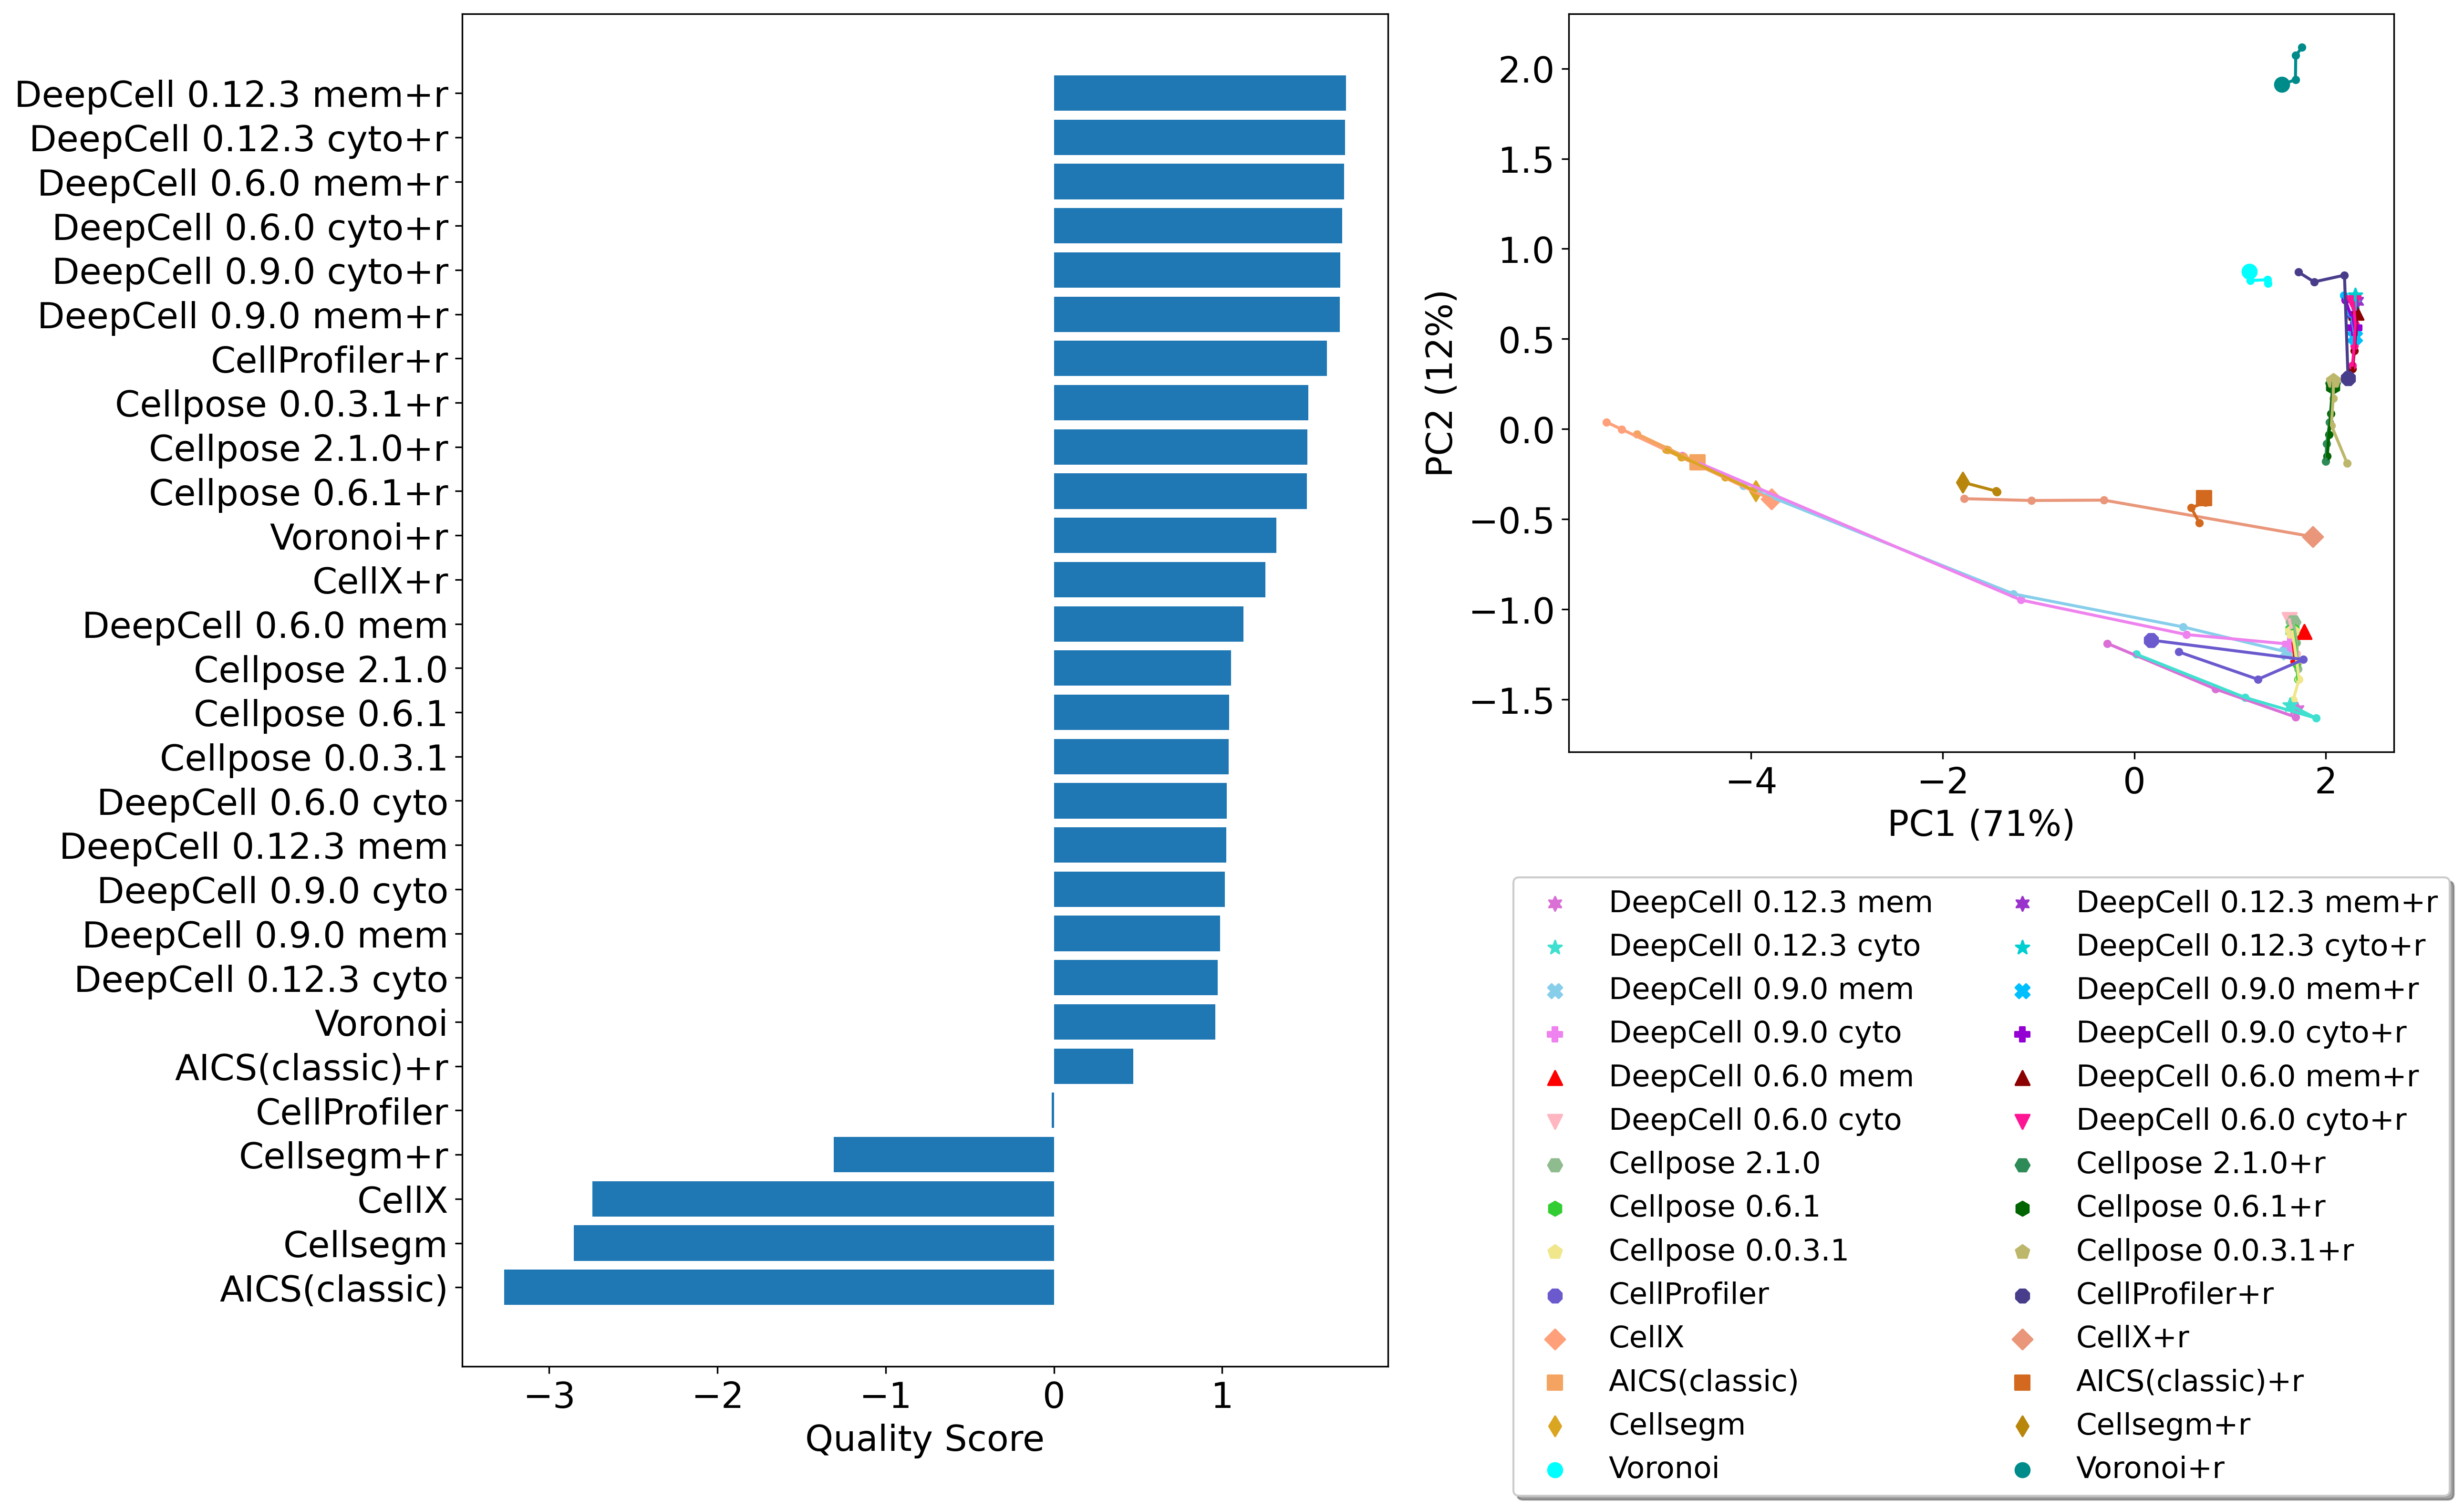 DeepCell 0.12.3 mem+r
DeepCell 0.12.3 cyto+r
DeepCell 0.6.0 mem+r
DeepCell 0.6.0 cyto+r
DeepCell 0.9.0 cyto+r
DeepCell 0.9.0 mem+r
CellProfiler+r
Cellpose 0.0.3.1+r
Cellpose 2.1.0+r
Cellpose 0.6.1+r
Voronoi+r
CellX+r
DeepCell 0.6.0 mem
Cellpose 2.1.0
Cellpose 0.6.1
Cellpose 0.0.3.1
DeepCell 0.6.0 cyto
DeepCell 0.12.3 mem
DeepCell 0.9.0 cyto
DeepCell 0.9.0 mem
DeepCell 0.12.3 cyto
Voronoi
AICS(classic)+r
CellProfiler
Cellsegm+r
CellX
Cellsegm
AICS(classic)
−3 −2 −1 0 1
Quality Score
PC2 (12%)
2.0
1.5
1.0
0.5
0.0
−0.5
−1.0
−1.5
−4 −2 0 2
PC1 (71%)
DeepCell 0.12.3 mem
DeepCell 0.12.3 cyto
DeepCell 0.9.0 mem
DeepCell 0.9.0 cyto
DeepCell 0.6.0 mem
DeepCell 0.6.0 cyto
Cellpose 2.1.0
Cellpose 0.6.1
Cellpose 0.0.3.1
CellProfiler
CellX
AICS(classic)
Cellsegm
Voronoi
DeepCell 0.12.3 mem+r
DeepCell 0.12.3 cyto+r
DeepCell 0.9.0 mem+r
DeepCell 0.9.0 cyto+r
DeepCell 0.6.0 mem+r
DeepCell 0.6.0 cyto+r
Cellpose 2.1.0+r
Cellpose 0.6.1+r
Cellpose 0.0.3.1+r
CellProfiler+r
CellX+r
AICS(classic)+r
Cellsegm+r
Voronoi+r